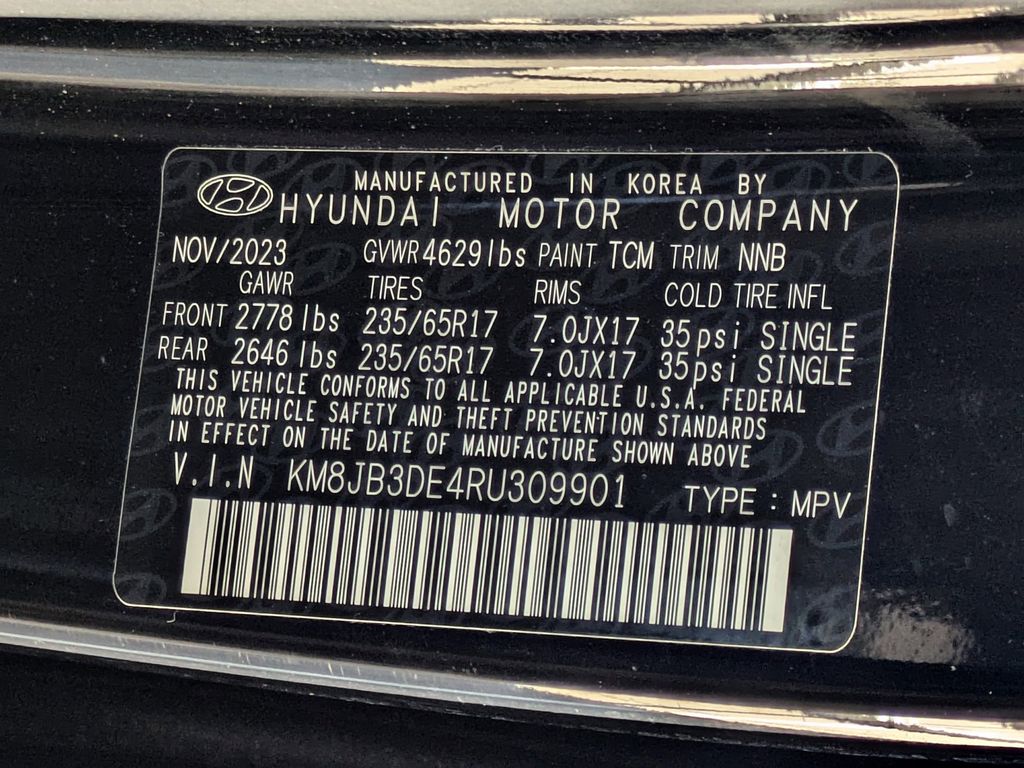 MANUFACTURED IN KOREA BY
HYUNDAI MOTOR COMPANY
NOV/2023 GVWR 4629lbs PAINT TCM TRIM NNB
GAWR TIRES RIMS COLD TIRE INFL
FRONT 2778 lbs 235/65R17 7.0JX17 35psi SINGLE
REAR 2646 lbs 235/65R17 7.0JX17 35psi SINGLE
THIS VEHICLE CONFORMS TO ALL APPLICABLE U.S.A. FEDERAL
MOTOR VEHICLE SAFETY AND THEFT PREVENTION STANDARDS
IN EFFECT ON THE DATE OF MANUFACTURE SHOWN ABOVE
V.I.N KM8JB3DE4RU309901 TYPE : MPV